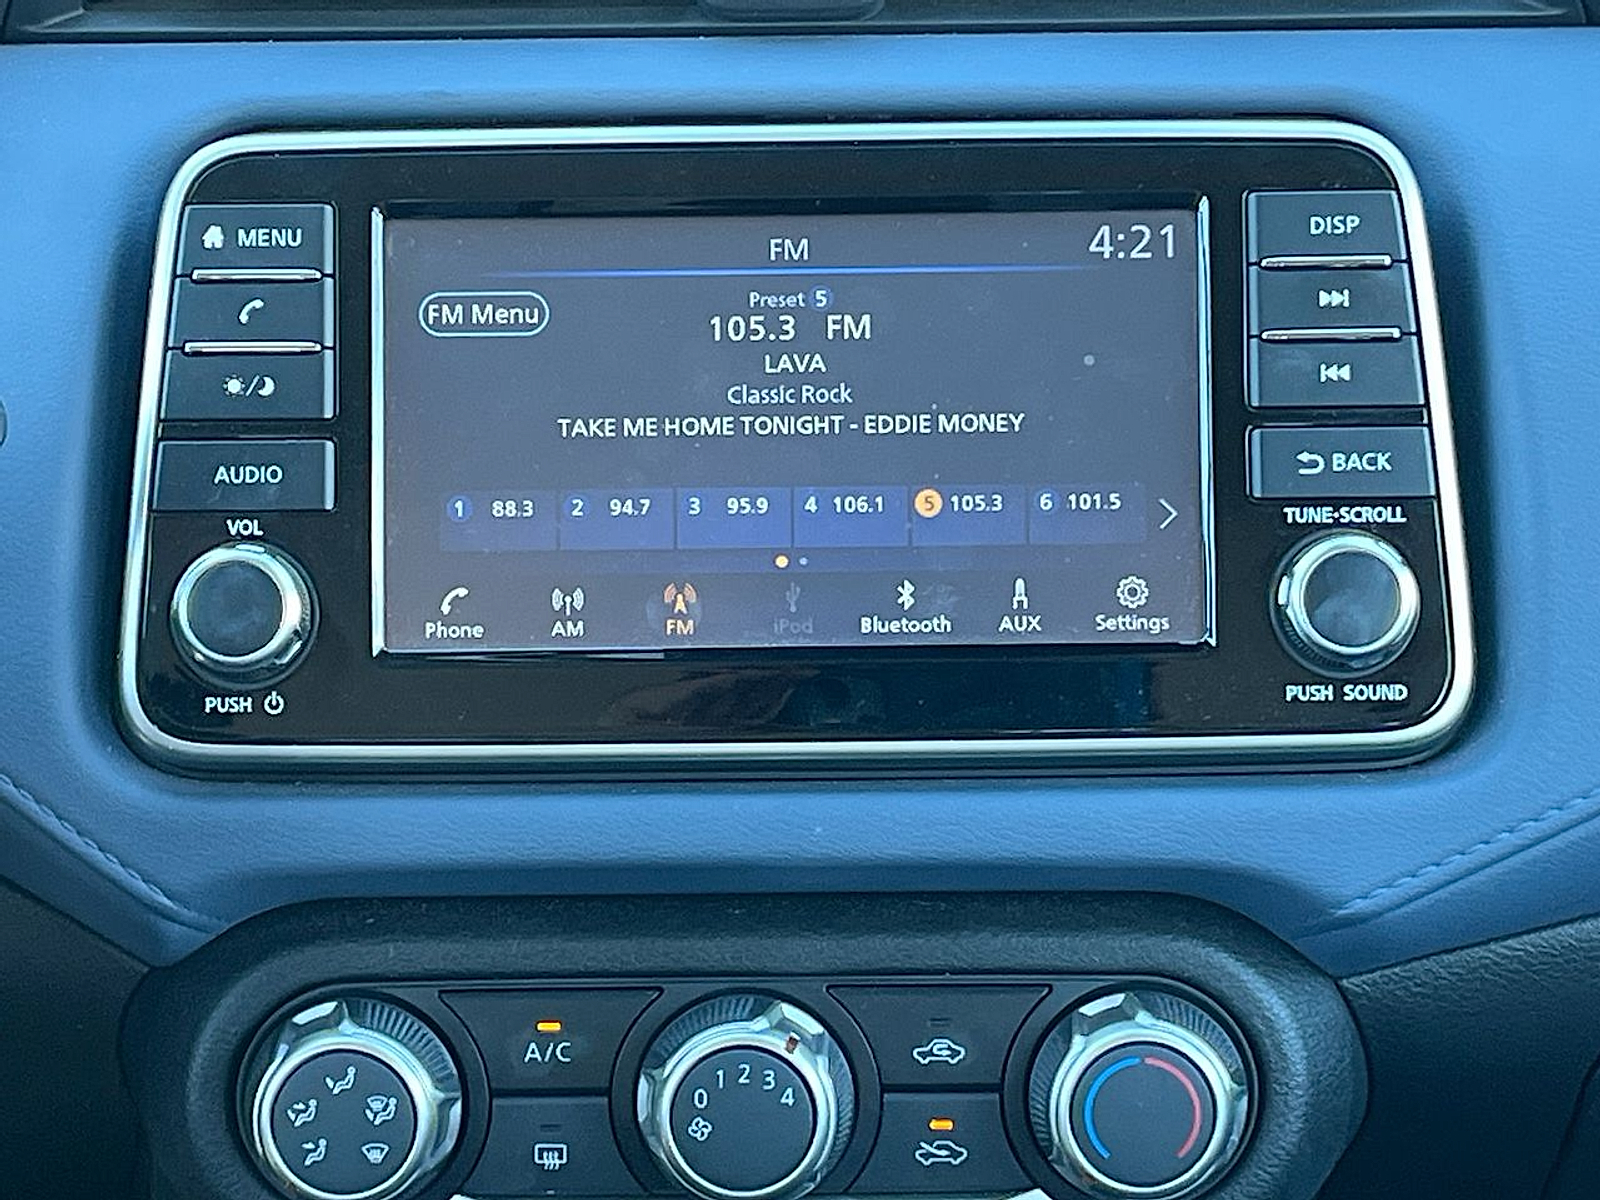 MENU
AUDIO
VOL
PUSH
FM
4:21
FM Menu
Preset 5
105.3 FM
LAVA
Classic Rock
TAKE ME HOME TONIGHT - EDDIE MONEY
1 88.3 2 94.7 3 95.9 4 106.1 5 105.3 6 101.5
Phone AM FM iPod Bluetooth AUX Settings
DISP
BACK
TUNE•SCROLL
PUSH SOUND
A/C
0 1 2 3 4